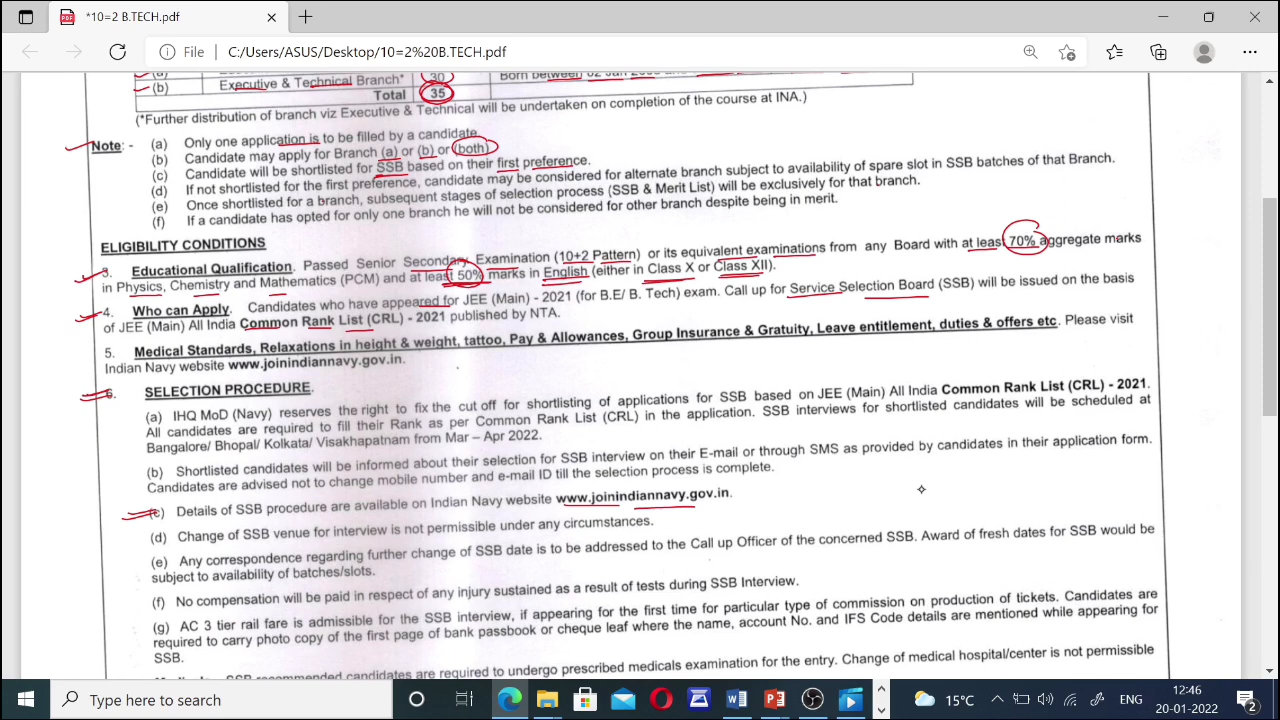 *10=2 B.TECH.pdf
File
C:/Users/ASUS/Desktop/10=2%20B.TECH.pdf
(b) Executive & Technical Branch* 30 Born between 02 Jan
Total 35
(*Further distribution of branch viz Executive & Technical will be undertaken on completion of the course at INA.)
Note: - (a) Only one application is to be filled by a candidate.
(b) Candidate may apply for Branch (a) or (b) or (both)
(c) Candidate will be shortlisted for SSB based on their first preference.
(d) If not shortlisted for the first preference, candidate may be considered for alternate branch subject to availability of spare slot in SSB batches of that Branch.
(e) Once shortlisted for a branch, subsequent stages of selection process (SSB & Merit List) will be exclusively for that branch.
(f) If a candidate has opted for only one branch he will not be considered for other branch despite being in merit.
ELIGIBILITY CONDITIONS
3. Educational Qualification. Passed Senior Secondary Examination (10+2 Pattern) or its equivalent examinations from any Board with at least 70% aggregate marks
in Physics, Chemistry and Mathematics (PCM) and at least 50% marks in English (either in Class X or Class XII).
4. Who can Apply. Candidates who have appeared for JEE (Main) - 2021 (for B.E/ B. Tech) exam. Call up for Service Selection Board (SSB) will be issued on the basis
of JEE (Main) All India Common Rank List (CRL) - 2021 published by NTA.
5. Medical Standards, Relaxations in height & weight, tattoo, Pay & Allowances, Group Insurance & Gratuity, Leave entitlement, duties & offers etc. Please visit
Indian Navy website www.joinindiannavy.gov.in.
6. SELECTION PROCEDURE.
(a) IHQ MoD (Navy) reserves the right to fix the cut off for shortlisting of applications for SSB based on JEE (Main) All India Common Rank List (CRL) - 2021.
All candidates are required to fill their Rank as per Common Rank List (CRL) in the application. SSB interviews for shortlisted candidates will be scheduled at
Bangalore/ Bhopal/ Kolkata/ Visakhapatnam from Mar – Apr 2022.
(b) Shortlisted candidates will be informed about their selection for SSB interview on their E-mail or through SMS as provided by candidates in their application form.
Candidates are advised not to change mobile number and e-mail ID till the selection process is complete.
(c) Details of SSB procedure are available on Indian Navy website www.joinindiannavy.gov.in.
(d) Change of SSB venue for interview is not permissible under any circumstances.
(e) Any correspondence regarding further change of SSB date is to be addressed to the Call up Officer of the concerned SSB. Award of fresh dates for SSB would be
subject to availability of batches/slots.
(f) No compensation will be paid in respect of any injury sustained as a result of tests during SSB Interview.
(g) AC 3 tier rail fare is admissible for the SSB interview, if appearing for the first time for particular type of commission on production of tickets. Candidates are
required to carry photo copy of the first page of bank passbook or cheque leaf where the name, account No. and IFS Code details are mentioned while appearing for
SSB.
SSB recommended candidates are required to undergo prescribed medicals examination for the entry. Change of medical hospital/center is not permissible
Type here to search
15°C
ENG
12:46
20-01-2022
2